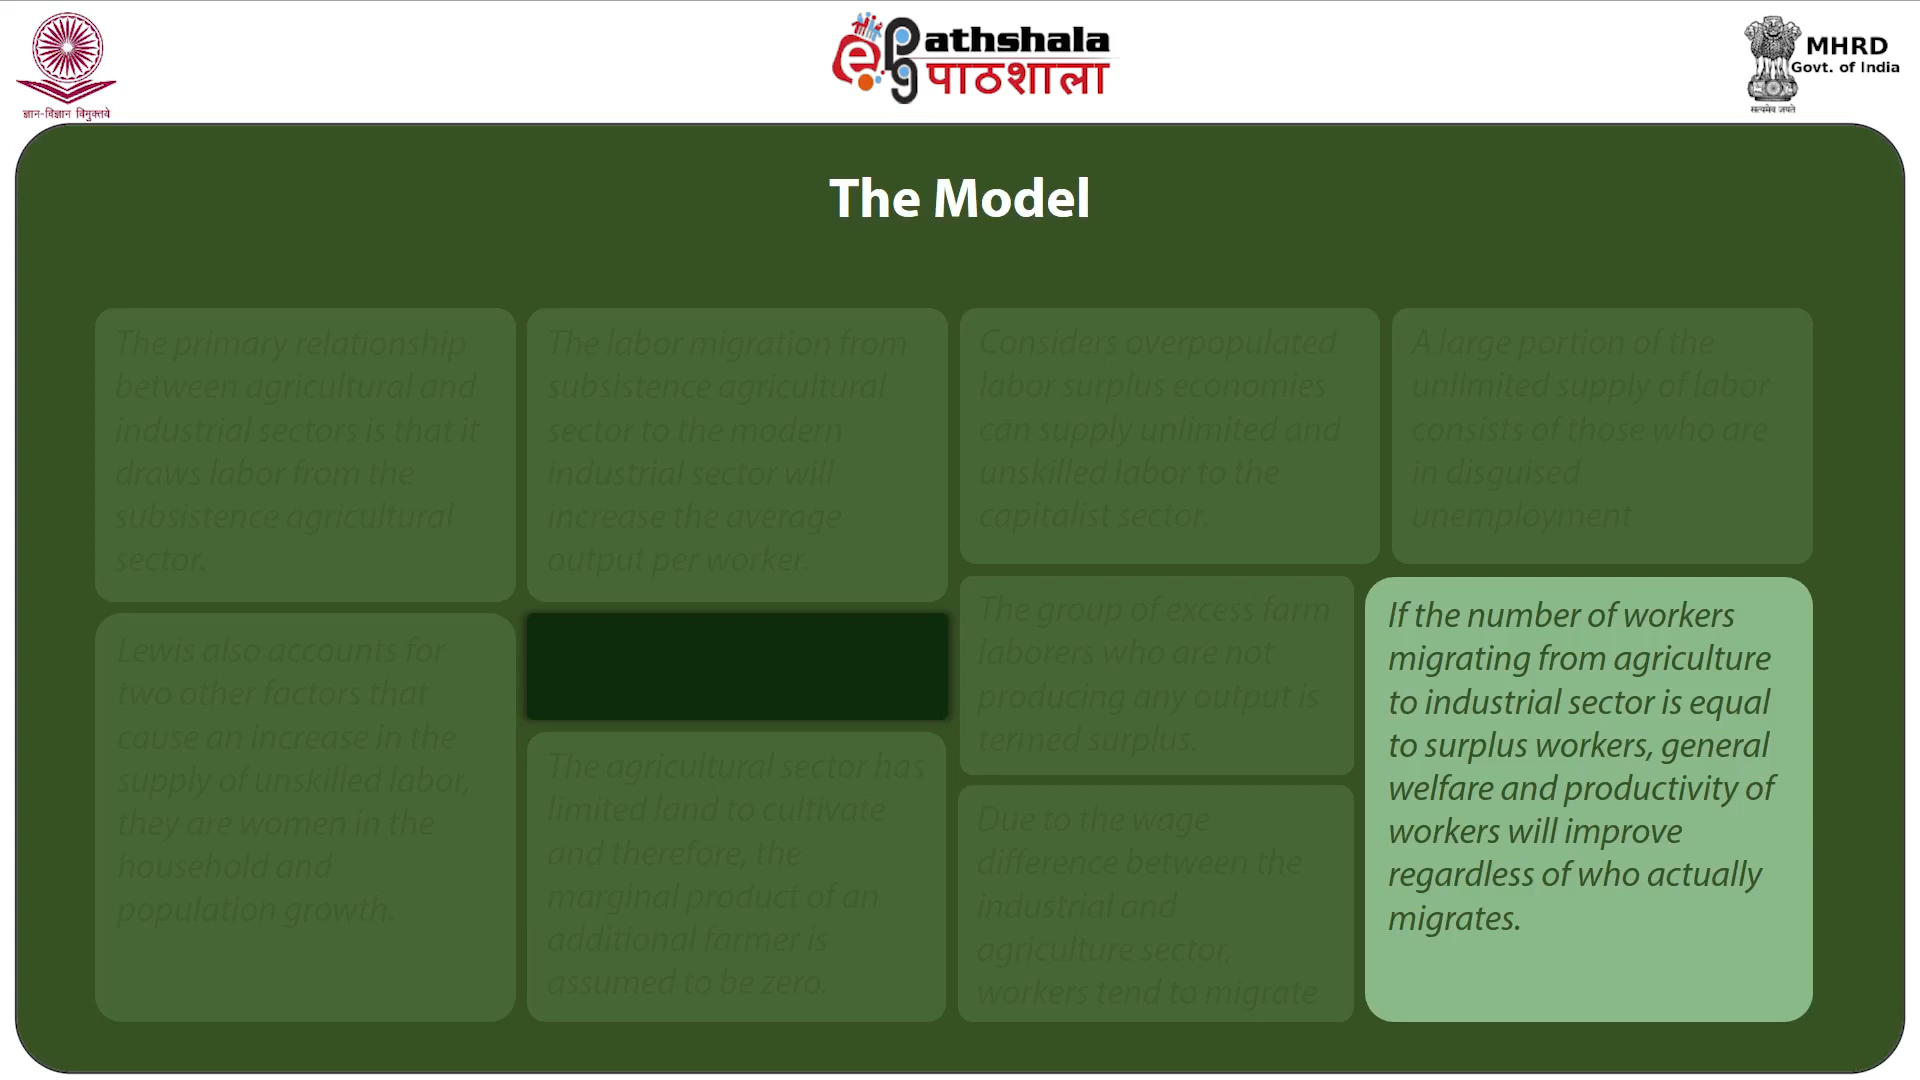 ज्ञान-विज्ञान विमुक्तये
ePathshala
पाठशाला
MHRD
Govt. of India
सत्यमेव जयते
The Model
The primary relationship
between agricultural and
industrial sectors is that it
draws labor from the
subsistence agricultural
sector.
The labor migration from
subsistence agricultural
sector to the modern
industrial sector will
increase the average
output per worker.
Considers overpopulated
labor surplus economies
can supply unlimited and
unskilled labor to the
capitalist sector.
A large portion of the
unlimited supply of labor
consists of those who are
in disguised
unemployment
Lewis also accounts for
two other factors that
cause an increase in the
supply of unskilled labor,
they are women in the
household and
population growth.
The agricultural sector has
limited land to cultivate
and therefore, the
marginal product of an
additional farmer is
assumed to be zero.
The group of excess farm
laborers who are not
producing any output is
termed surplus.
Due to the wage
difference between the
industrial and
agriculture sector,
workers tend to migrate
If the number of workers
migrating from agriculture
to industrial sector is equal
to surplus workers, general
welfare and productivity of
workers will improve
regardless of who actually
migrates.